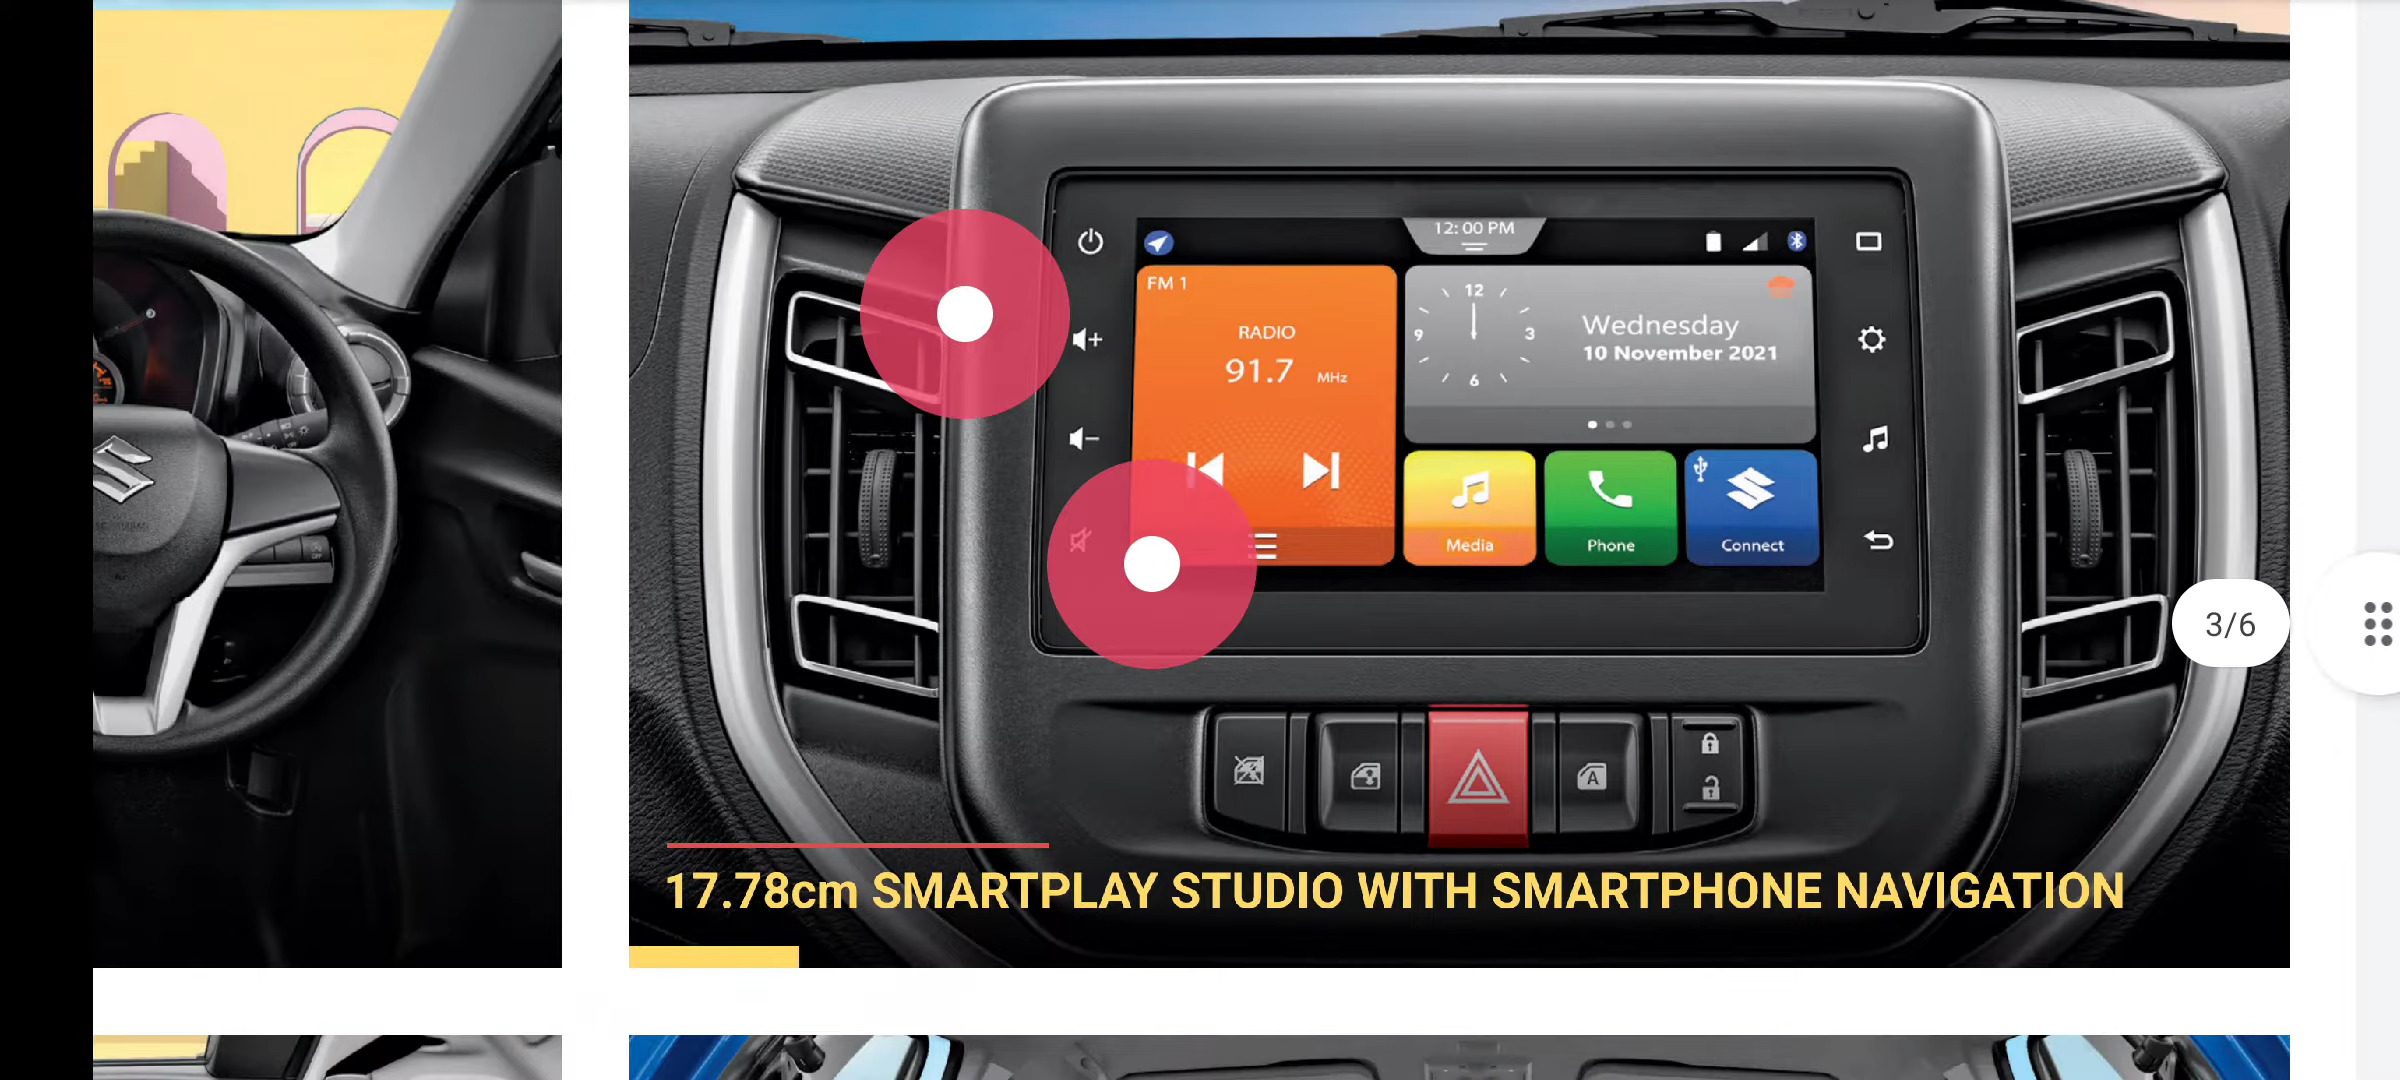 12:00 PM
FM 1
RADIO
91.7 MHz
12
9
3
6
Wednesday
10 November 2021
Media
Phone
Connect
A
3/6
17.78cm SMARTPLAY STUDIO WITH SMARTPHONE NAVIGATION